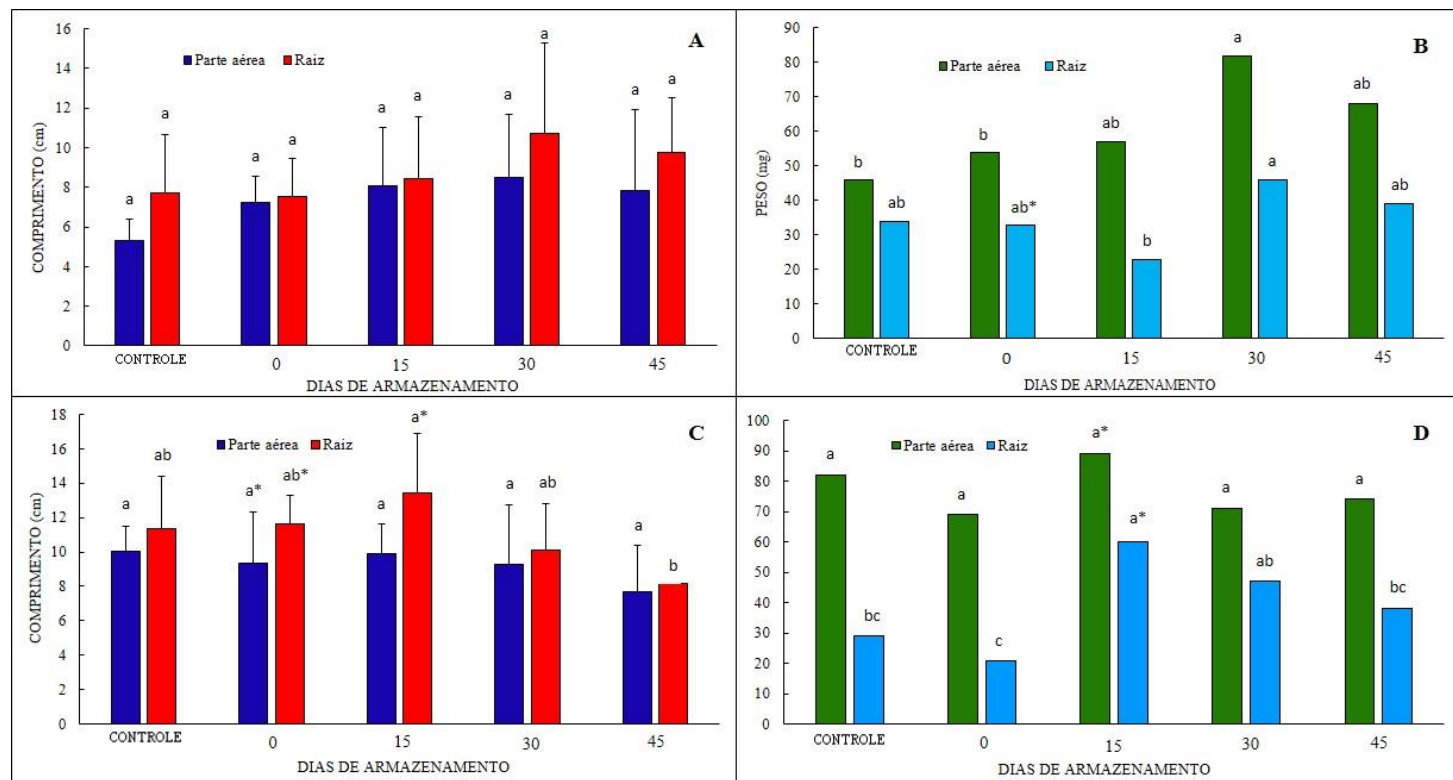 A
Parte aérea Raiz
COMPRIMENTO (cm)
16
14
12
10
8
6
4
2
0
a a a a a a a a a a
CONTROLE 0 15 30 45
DIAS DE ARMAZENAMENTO
B
Parte aérea Raiz
PESO (mg)
90
80
70
60
50
40
30
20
10
0
b ab b ab* ab b a a ab ab
CONTROLE 0 15 30 45
DIAS DE ARMAZENAMENTO
C
Parte aérea Raiz
COMPRIMENTO (cm)
18
16
14
12
10
8
6
4
2
0
a ab a* ab* a a* a ab a b
CONTROLE 0 15 30 45
DIAS DE ARMAZENAMENTO
D
Parte aérea Raiz
100
90
80
70
60
50
40
30
20
10
0
a bc a c a* a* a ab a bc
CONTROLE 0 15 30 45
DIAS DE ARMAZENAMENTO